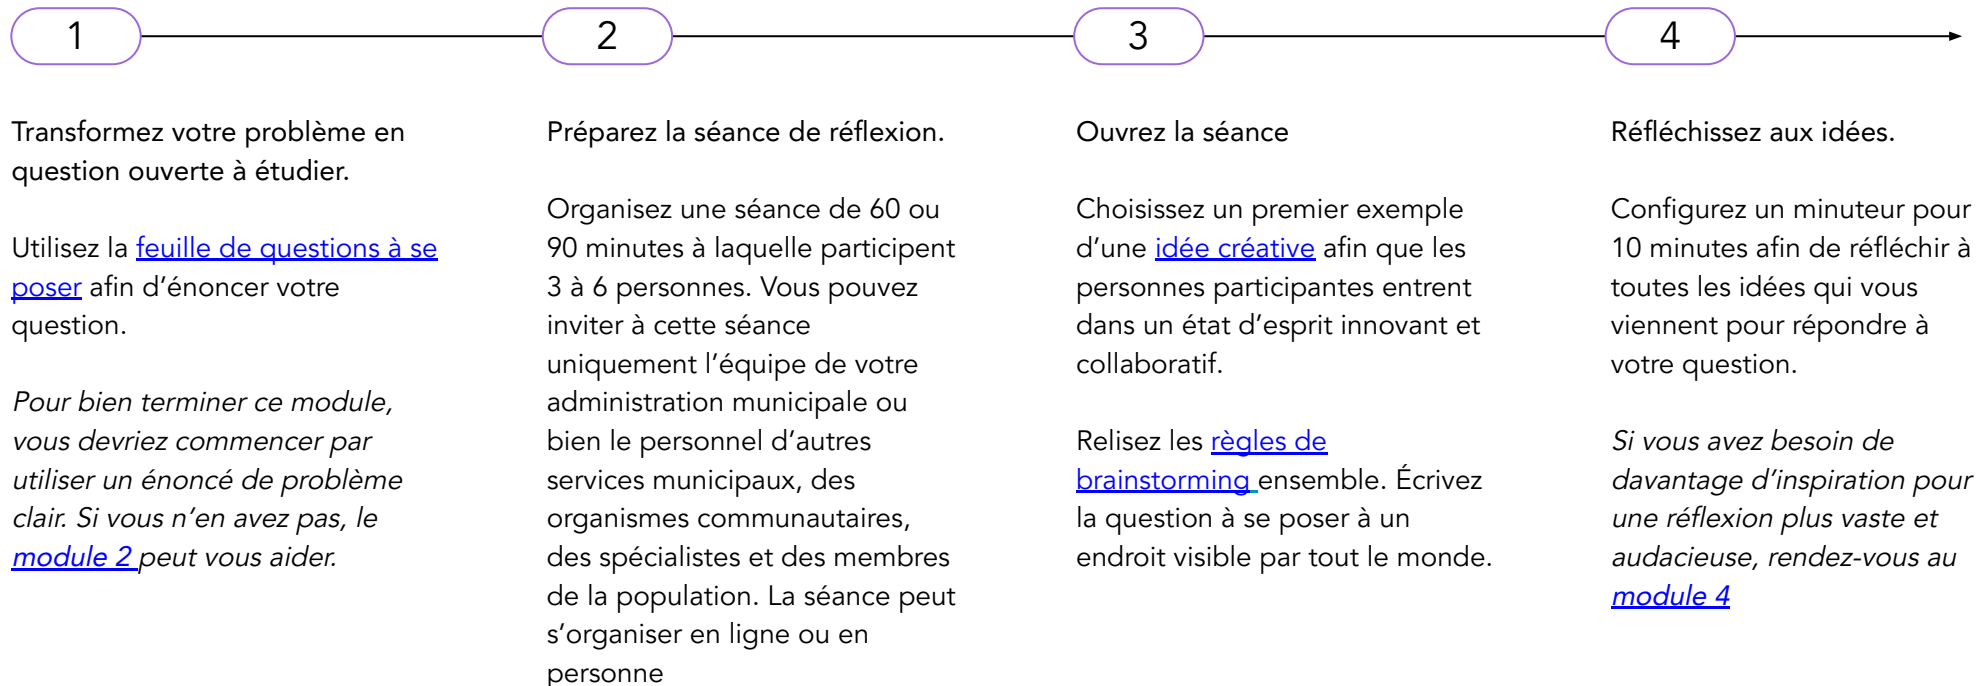 1
2
3
4
Transformez votre problème en
question ouverte à étudier.
Utilisez la feuille de questions à se
poser afin d’énoncer votre
question.
Pour bien terminer ce module,
vous devriez commencer par
utiliser un énoncé de problème
clair. Si vous n’en avez pas, le
module 2 peut vous aider.
Préparez la séance de réflexion.
Organisez une séance de 60 ou
90 minutes à laquelle participent
3 à 6 personnes. Vous pouvez
inviter à cette séance
uniquement l’équipe de votre
administration municipale ou
bien le personnel d’autres
services municipaux, des
organismes communautaires,
des spécialistes et des membres
de la population. La séance peut
s’organiser en ligne ou en
personne
Ouvrez la séance
Choisissez un premier exemple
d’une idée créative afin que les
personnes participantes entrent
dans un état d’esprit innovant et
collaboratif.
Relisez les règles de
brainstorming ensemble. Écrivez
la question à se poser à un
endroit visible par tout le monde.
Réfléchissez aux idées.
Configurez un minuteur pour
10 minutes afin de réfléchir à
toutes les idées qui vous
viennent pour répondre à
votre question.
Si vous avez besoin de
davantage d’inspiration pour
une réflexion plus vaste et
audacieuse, rendez-vous au
module 4